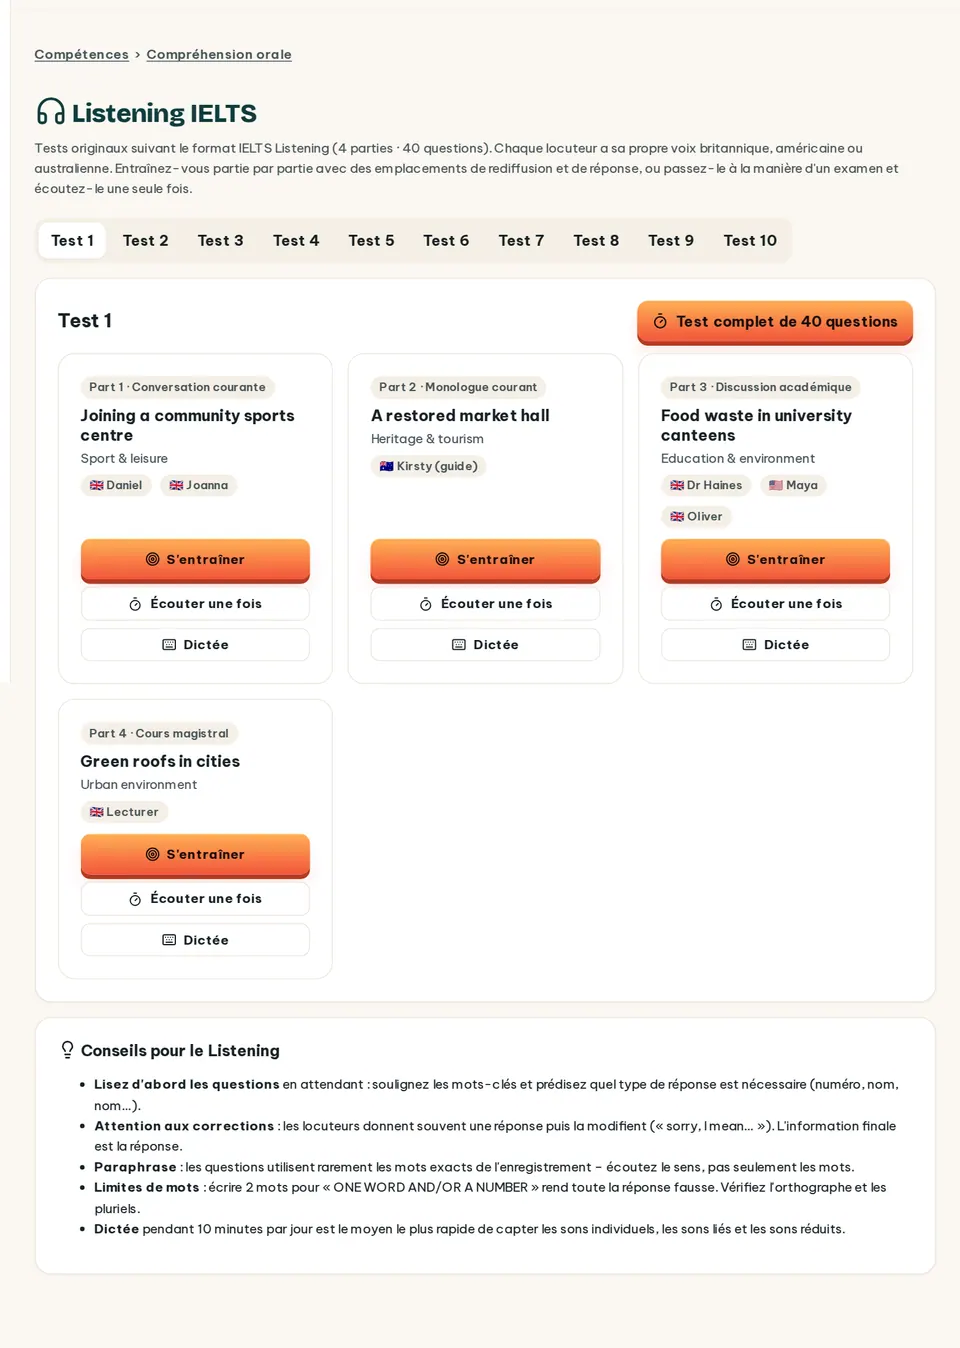 Compétences › Compréhension orale
Listening IELTS
Tests originaux suivant le format IELTS Listening (4 parties · 40 questions). Chaque locuteur a sa propre voix britannique, américaine ou
australienne. Entraînez-vous partie par partie avec des emplacements de rediffusion et de réponse, ou passez-le à la manière d'un examen et
écoutez-le une seule fois.
Test 1 Test 2 Test 3 Test 4 Test 5 Test 6 Test 7 Test 8 Test 9 Test 10
Test 1
Test complet de 40 questions
Part 1 · Conversation courante
Joining a community sports
centre
Sport & leisure
Daniel Joanna
S'entraîner
Écouter une fois
Dictée
Part 2 · Monologue courant
A restored market hall
Heritage & tourism
Kirsty (guide)
S'entraîner
Écouter une fois
Dictée
Part 3 · Discussion académique
Food waste in university
canteens
Education & environment
Dr Haines Maya
Oliver
S'entraîner
Écouter une fois
Dictée
Part 4 · Cours magistral
Green roofs in cities
Urban environment
Lecturer
S'entraîner
Écouter une fois
Dictée
Conseils pour le Listening
• Lisez d'abord les questions en attendant : soulignez les mots-clés et prédisez quel type de réponse est nécessaire (numéro, nom,
nom…).
• Attention aux corrections : les locuteurs donnent souvent une réponse puis la modifient (« sorry, I mean… »). L'information finale
est la réponse.
• Paraphrase : les questions utilisent rarement les mots exacts de l'enregistrement – écoutez le sens, pas seulement les mots.
• Limites de mots : écrire 2 mots pour « ONE WORD AND/OR A NUMBER » rend toute la réponse fausse. Vérifiez l'orthographe et les
pluriels.
• Dictée pendant 10 minutes par jour est le moyen le plus rapide de capter les sons individuels, les sons liés et les sons réduits.